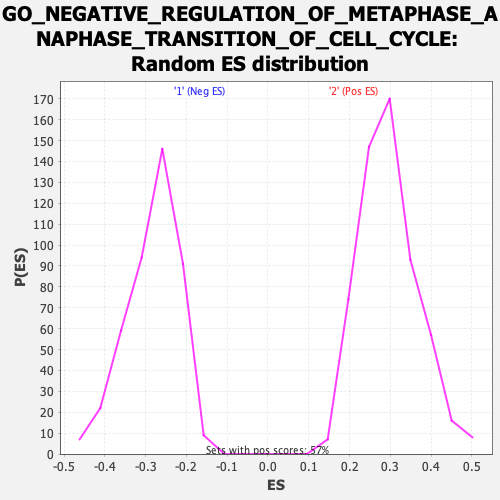 GO_NEGATIVE_REGULATION_OF_METAPHASE_A
NAPHASE_TRANSITION_OF_CELL_CYCLE:
Random ES distribution
'1' (Neg ES) '2' (Pos ES)
170
160
150
140
130
120
110
100
90
80
70
60
50
40
30
20
10
0
P(ES)
Sets with pos scores: 57%
-0.5 -0.4 -0.3 -0.2 -0.1 0.0 0.1 0.2 0.3 0.4 0.5
ES